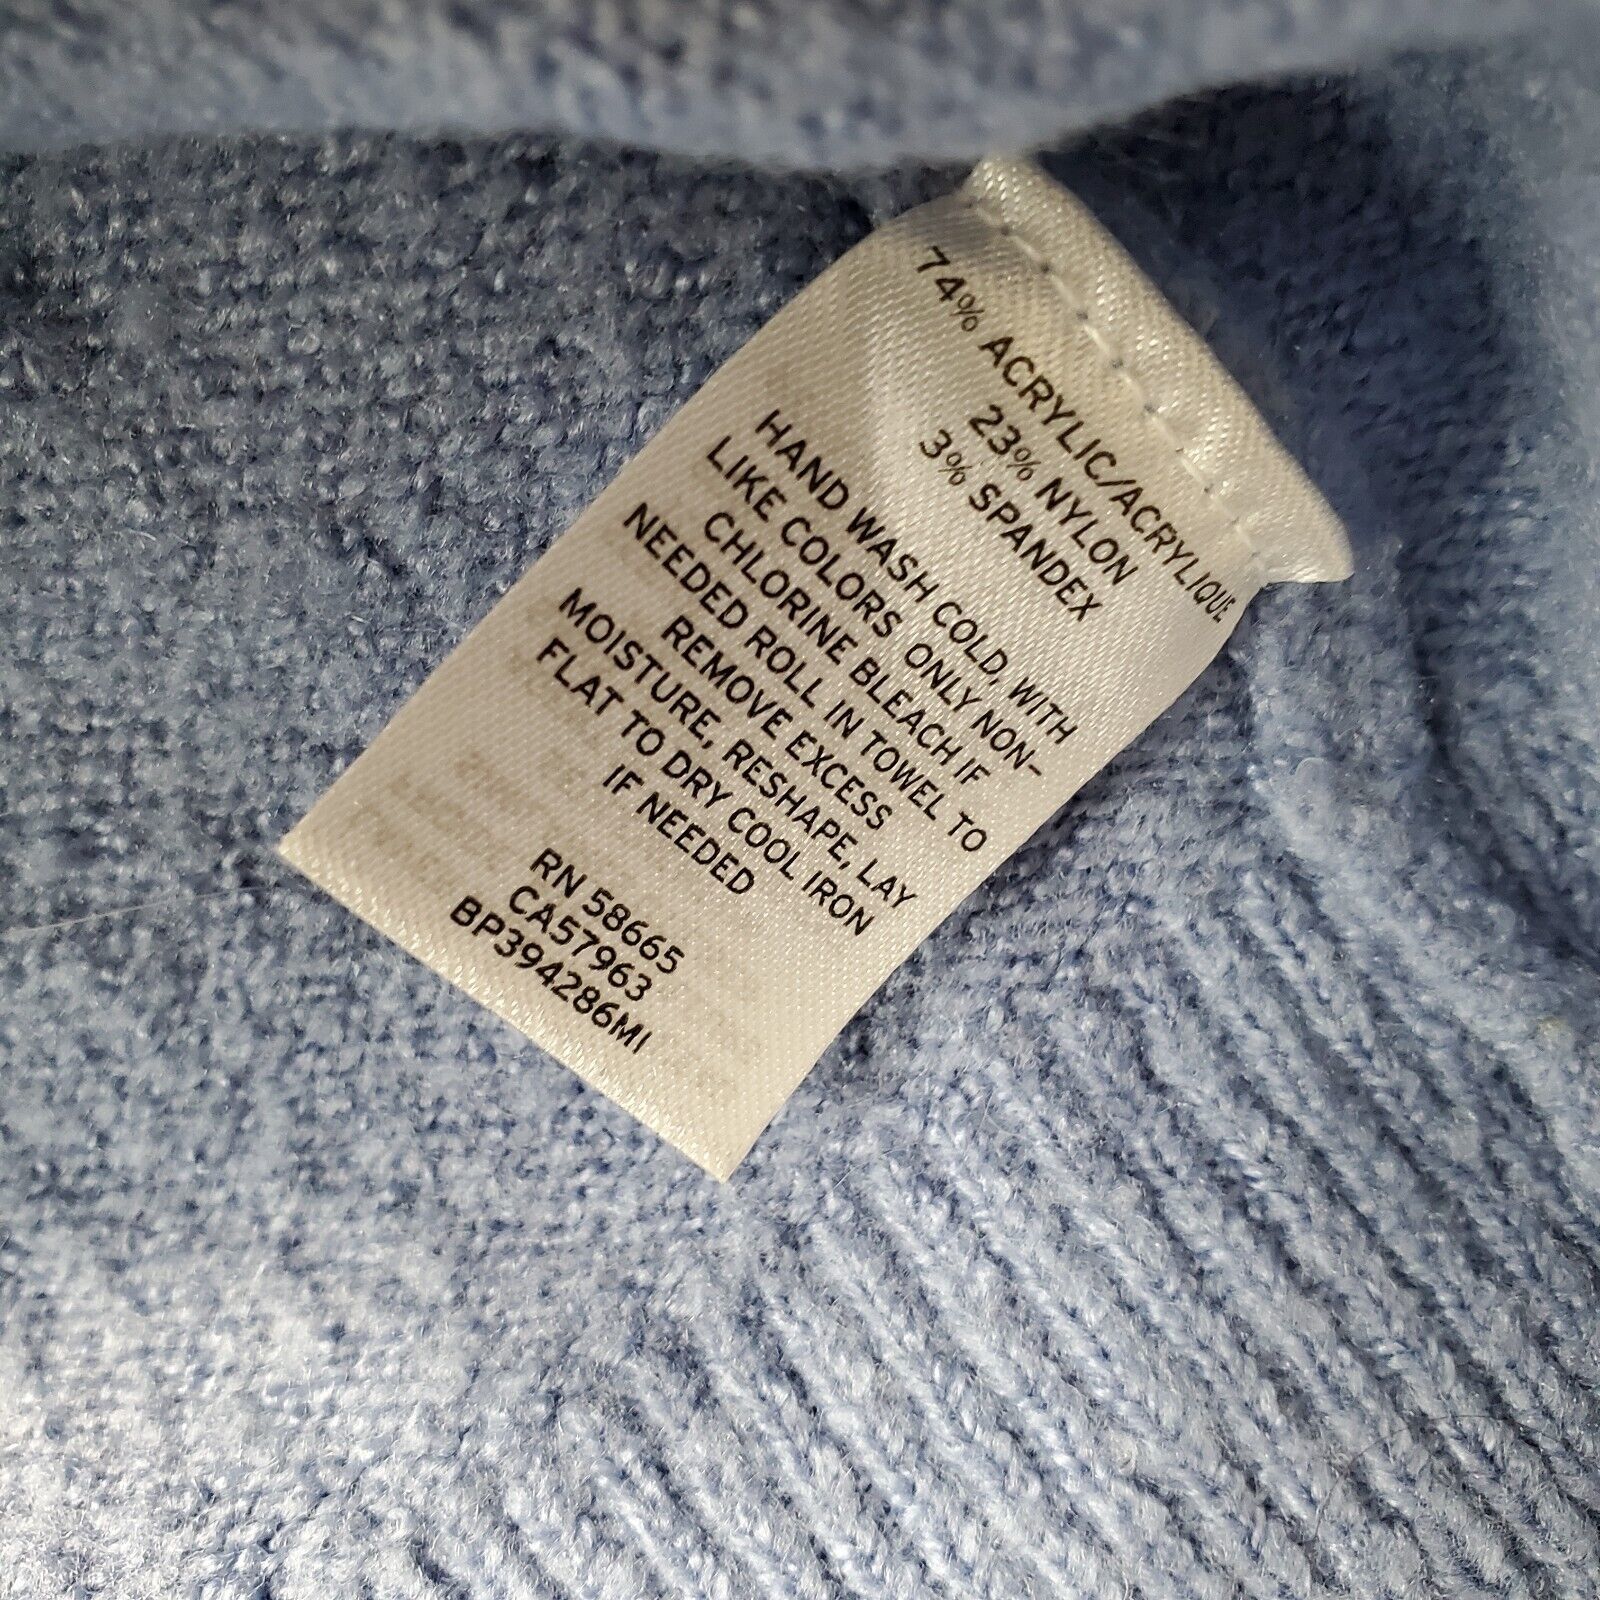 74% ACRYLIC/ACRYLIQUE
23% NYLON
3% SPANDEX
HAND WASH COLD, WITH
LIKE COLORS ONLY NON-
CHLORINE BLEACH IF
NEEDED ROLL IN TOWEL TO
REMOVE EXCESS
MOISTURE, RESHAPE, LAY
FLAT TO DRY COOL IRON
IF NEEDED
RN 58665
CA57963
BP394286MI